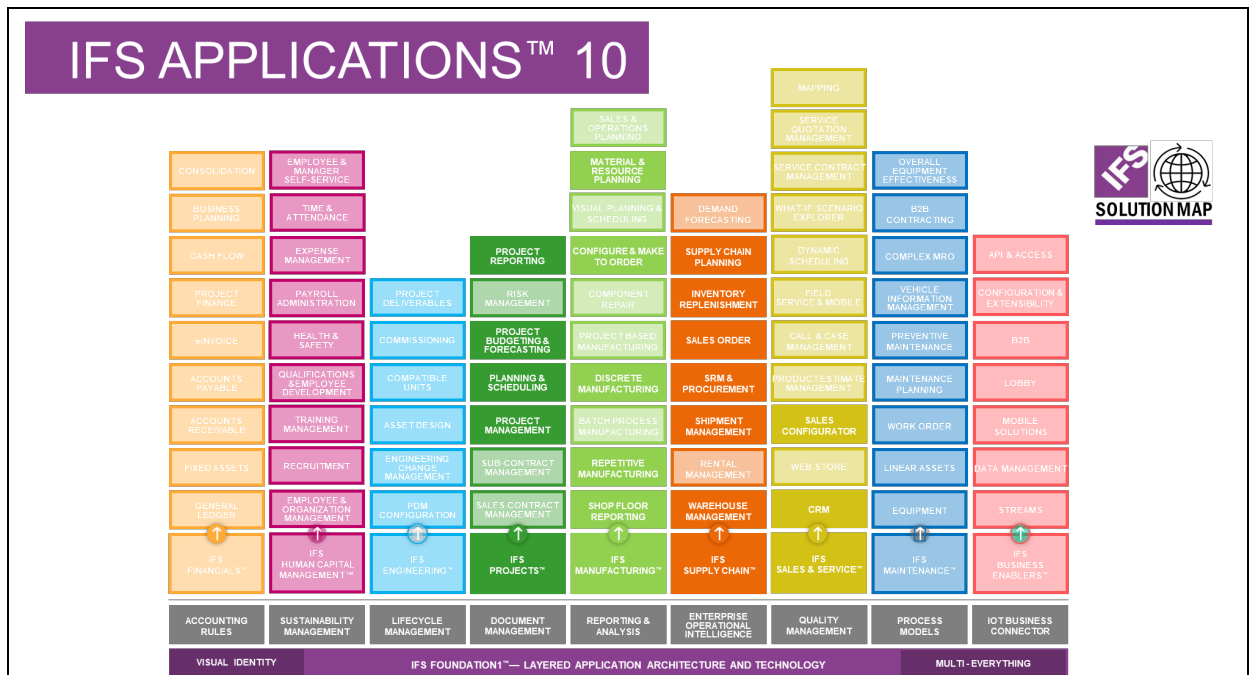 IFS APPLICATIONS™ 10
IFS
SOLUTION MAP
CONSOLIDATION
BUSINESS
PLANNING
CASH FLOW
PROJECT
FINANCE
eINVOICE
ACCOUNTS
PAYABLE
ACCOUNTS
RECEIVABLE
FIXED ASSETS
GENERAL
LEDGER
IFS
FINANCIALS™
EMPLOYEE &
MANAGER
SELF-SERVICE
TIME &
ATTENDANCE
EXPENSE
MANAGEMENT
PAYROLL
ADMINISTRATION
HEALTH &
SAFETY
QUALIFICATIONS
&EMPLOYEE
DEVELOPMENT
TRAINING
MANAGEMENT
RECRUITMENT
EMPLOYEE &
ORGANIZATION
MANAGEMENT
IFS
HUMAN CAPITAL
MANAGEMENT™
PROJECT
DELIVERABLES
COMMISSIONING
COMPATIBLE
UNITS
ASSET DESIGN
ENGINEERING
CHANGE
MANAGEMENT
PDM
CONFIGURATION
IFS
ENGINEERING™
PROJECT
REPORTING
RISK
MANAGEMENT
PROJECT
BUDGETING &
FORECASTING
PLANNING &
SCHEDULING
PROJECT
MANAGEMENT
SUB-CONTRACT
MANAGEMENT
SALES CONTRACT
MANAGEMENT
IFS
PROJECTS™
SALES &
OPERATIONS
PLANNING
MATERIAL &
RESOURCE
PLANNING
VISUAL PLANNING &
SCHEDULING
CONFIGURE & MAKE
TO ORDER
COMPONENT
REPAIR
PROJECT BASED
MANUFACTURING
DISCRETE
MANUFACTURING
BATCH PROCESS
MANUFACTURING
REPETITIVE
MANUFACTURING
SHOP FLOOR
REPORTING
IFS
MANUFACTURING™
DEMAND
FORECASTING
SUPPLY CHAIN
PLANNING
INVENTORY
REPLENISHMENT
SALES ORDER
SRM &
PROCUREMENT
SHIPMENT
MANAGEMENT
RENTAL
MANAGEMENT
WAREHOUSE
MANAGEMENT
IFS
SUPPLY CHAIN™
MAPPING
SERVICE
QUOTATION
MANAGEMENT
SERVICE CONTRACT
MANAGEMENT
WHAT-IF SCENARIO
EXPLORER
DYNAMIC
SCHEDULING
FIELD
SERVICE & MOBILE
CALL & CASE
MANAGEMENT
PRODUCT ESTIMATE
MANAGEMENT
SALES
CONFIGURATOR
WEB STORE
CRM
IFS
SALES & SERVICE™
OVERALL
EQUIPMENT
EFFECTIVENESS
B2B
CONTRACTING
COMPLEX MRO
VEHICLE
INFORMATION
MANAGEMENT
PREVENTIVE
MAINTENANCE
MAINTENANCE
PLANNING
WORK ORDER
LINEAR ASSETS
EQUIPMENT
IFS
MAINTENANCE™
API & ACCESS
CONFIGURATION &
EXTENSIBILITY
B2B
LOBBY
MOBILE
SOLUTIONS
DATA MANAGEMENT
STREAMS
IFS
BUSINESS
ENABLERS™
ACCOUNTING
RULES
SUSTAINABILITY
MANAGEMENT
LIFECYCLE
MANAGEMENT
DOCUMENT
MANAGEMENT
REPORTING &
ANALYSIS
ENTERPRISE
OPERATIONAL
INTELLIGENCE
QUALITY
MANAGEMENT
PROCESS
MODELS
IOT BUSINESS
CONNECTOR
VISUAL IDENTITY
IFS FOUNDATION1™— LAYERED APPLICATION ARCHITECTURE AND TECHNOLOGY
MULTI-EVERYTHING